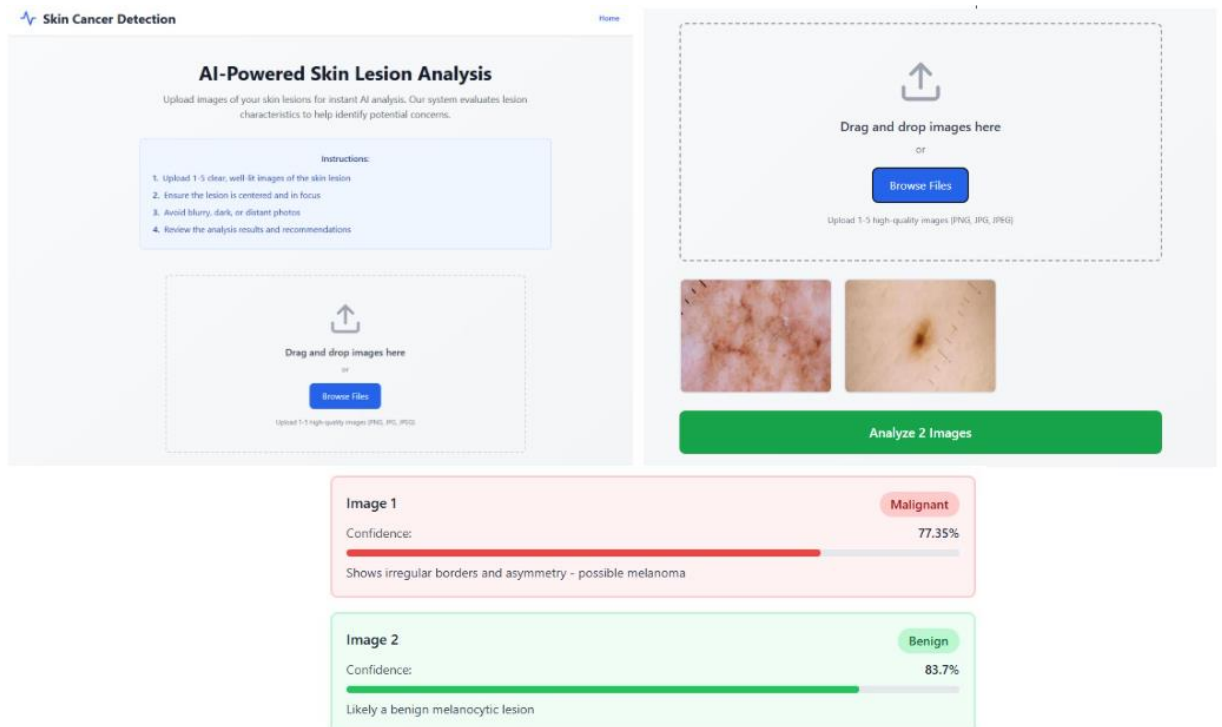 Skin Cancer Detection
Home
AI-Powered Skin Lesion Analysis
Upload images of your skin lesions for instant AI analysis. Our system evaluates lesion
characteristics to help identify potential concerns.
Instructions:
1. Upload 1-5 clear, well-lit images of the skin lesion
2. Ensure the lesion is centered and in focus
3. Avoid blurry, dark, or distant photos
4. Review the analysis results and recommendations
Drag and drop images here
or
Browse Files
Upload 1-5 high-quality images (PNG, JPG, JPEG)
Drag and drop images here
or
Browse Files
Upload 1-5 high-quality images (PNG, JPG, JPEG)
Analyze 2 Images
Image 1
Malignant
Confidence:
77.35%
Shows irregular borders and asymmetry - possible melanoma
Image 2
Benign
Confidence:
83.7%
Likely a benign melanocytic lesion